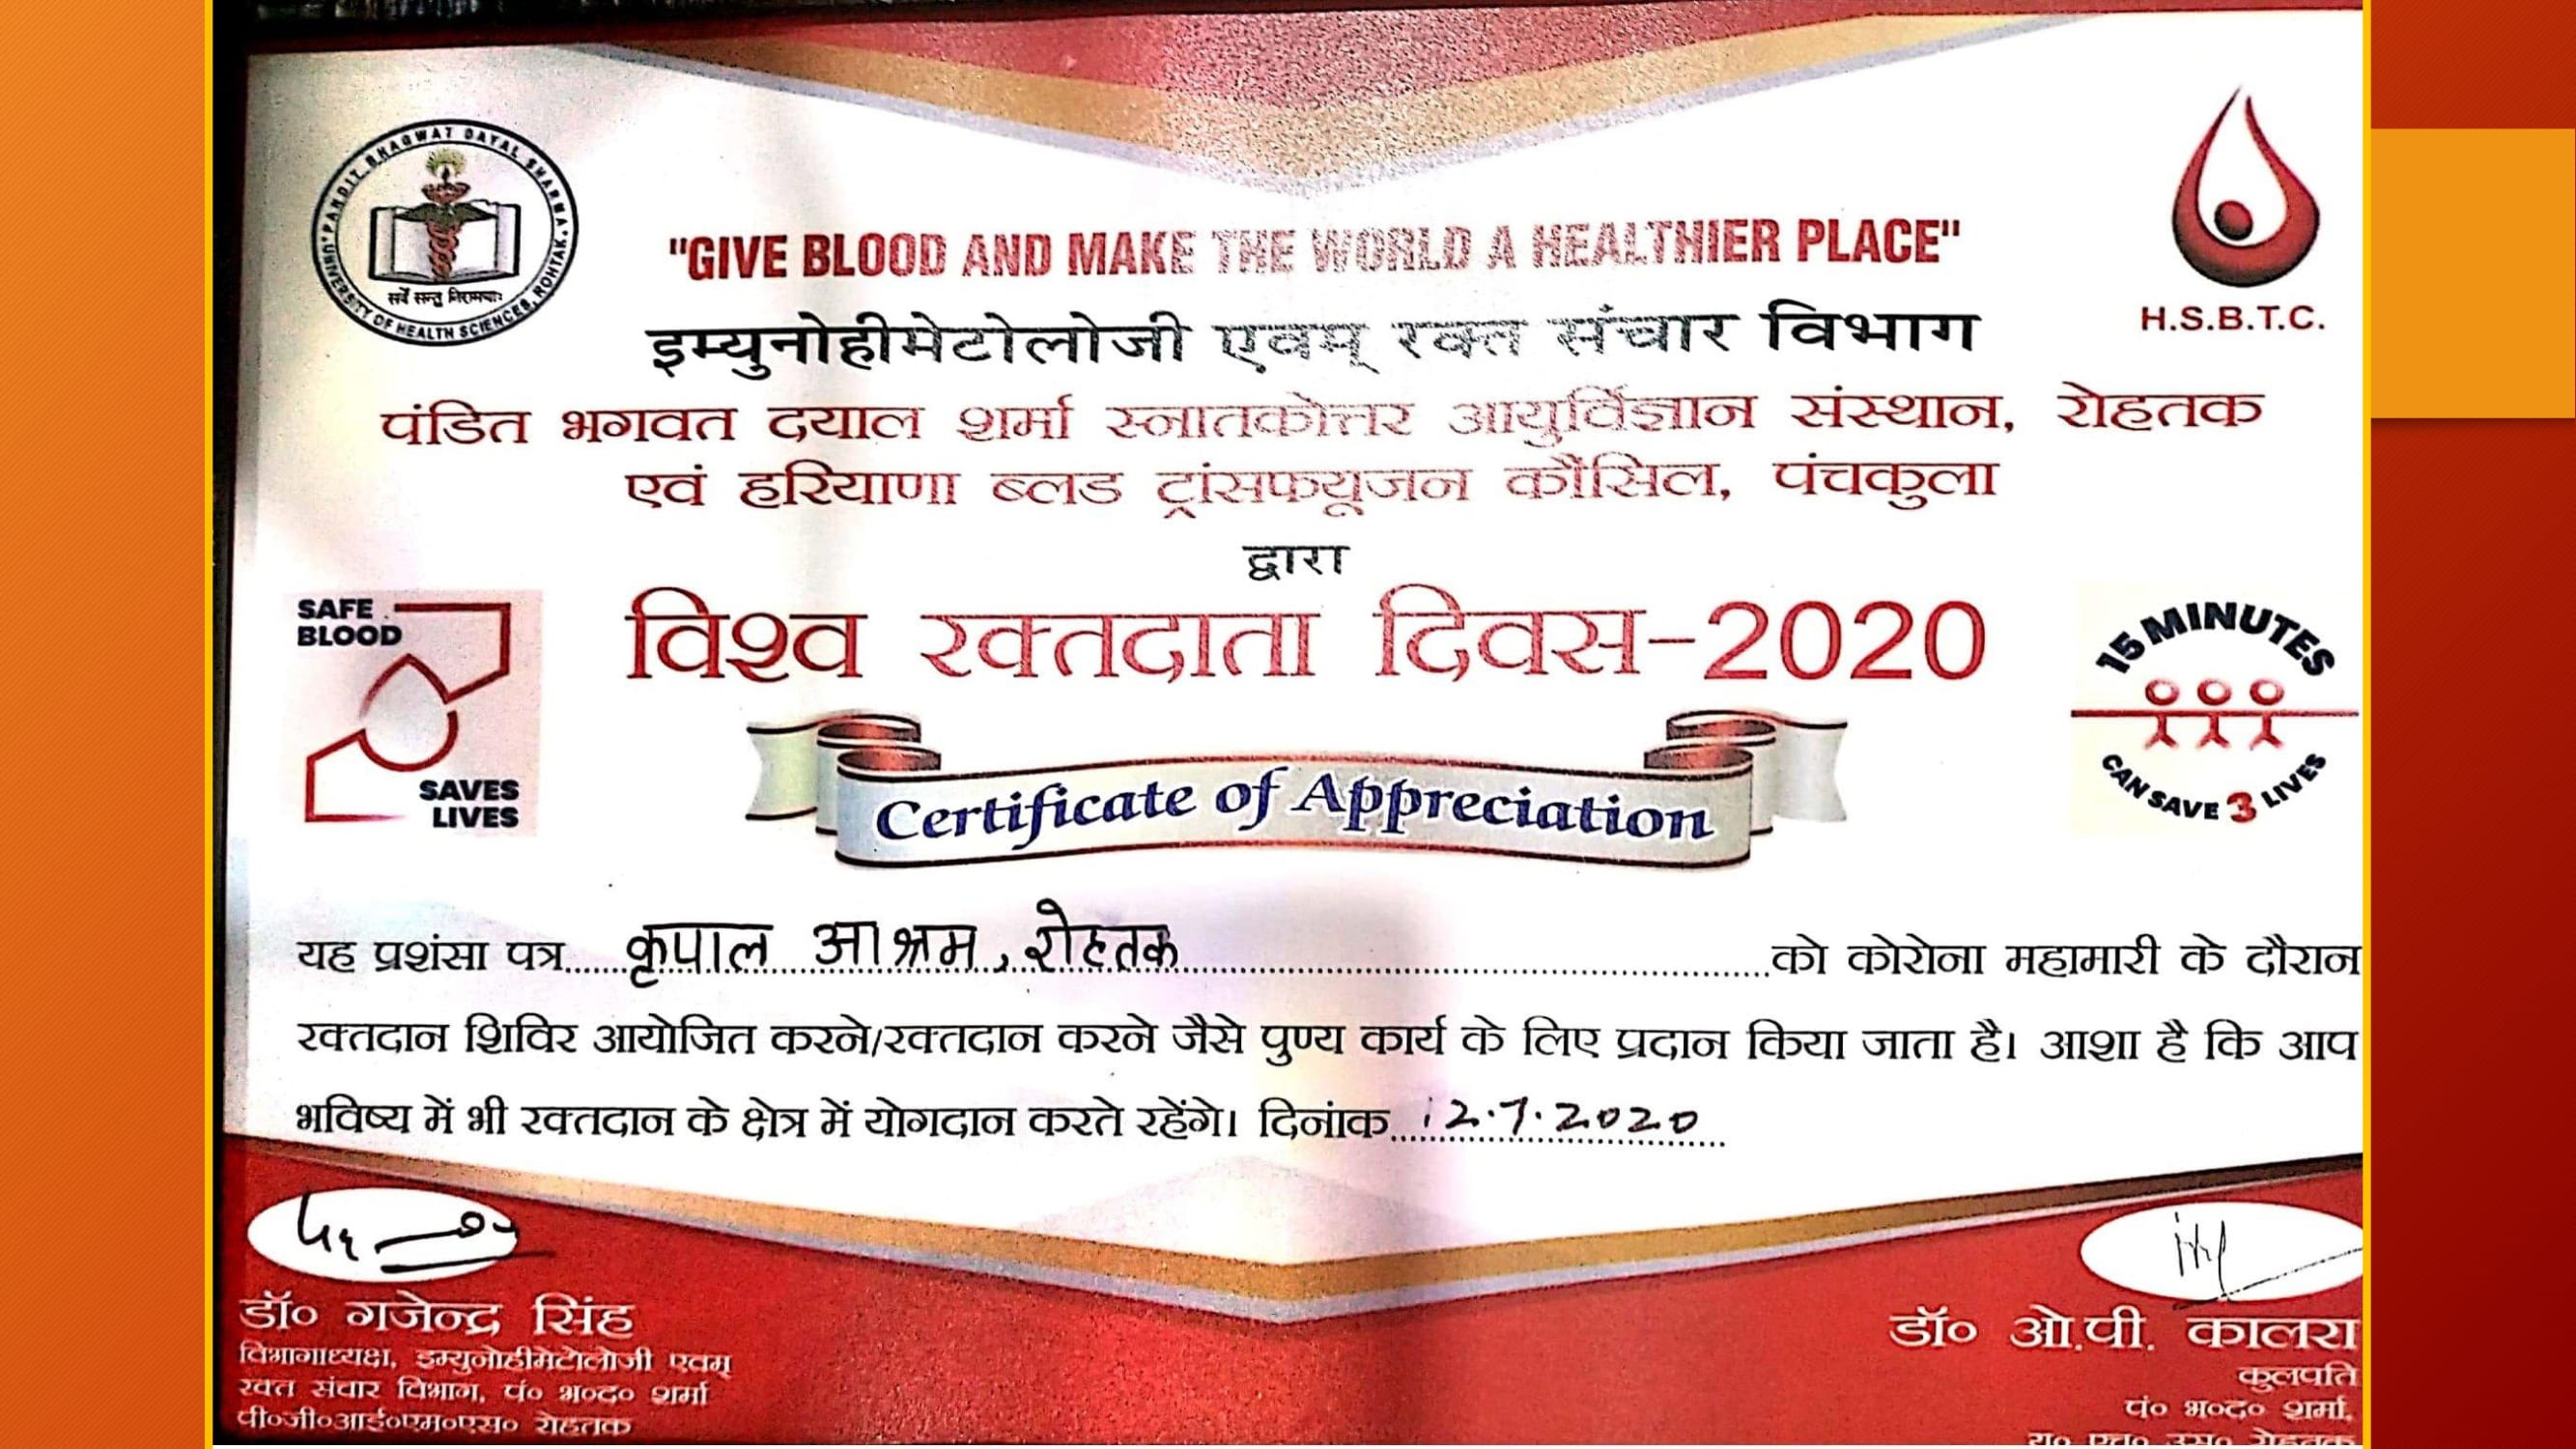 PANDIT BHAGWAT DAYAL SHARMA UNIVERSITY OF HEALTH SCIENCES, ROHTAK
सर्वे सन्तु निरामयाः
H.S.B.T.C.
"GIVE BLOOD AND MAKE THE WORLD A HEALTHIER PLACE"
इम्युनोहीमेटोलोजी एवम् रक्त संचार विभाग
पंडित भगवत दयाल शर्मा स्नातकोत्तर आयुर्विज्ञान संस्थान, रोहतक
एवं हरियाणा ब्लड ट्रांसफ्यूजन कौंसिल, पंचकुला
द्वारा
विश्व रक्तदाता दिवस-2020
SAFE
BLOOD
SAVES
LIVES
15 MINUTES
CAN SAVE 3 LIVES
Certificate of Appreciation
यह प्रशंसा पत्र कृपाल आश्रम, रोहतक को कोरोना महामारी के दौरान
रक्तदान शिविर आयोजित करने/रक्तदान करने जैसे पुण्य कार्य के लिए प्रदान किया जाता है। आशा है कि आप
भविष्य में भी रक्तदान के क्षेत्र में योगदान करते रहेंगे। दिनांक 12.7.2020
डॉ० गजेन्द्र सिंह
विभागाध्यक्ष, इम्युनोहीमेटोलोजी एवम्
रक्त संचार विभाग, पं० भ०द० शर्मा
पी०जी०आई०एम०एस० रोहतक
डॉ० ओ.पी. कालरा
कुलपति
पं० भ०द० शर्मा,
यू० एच० एस० रोहतक